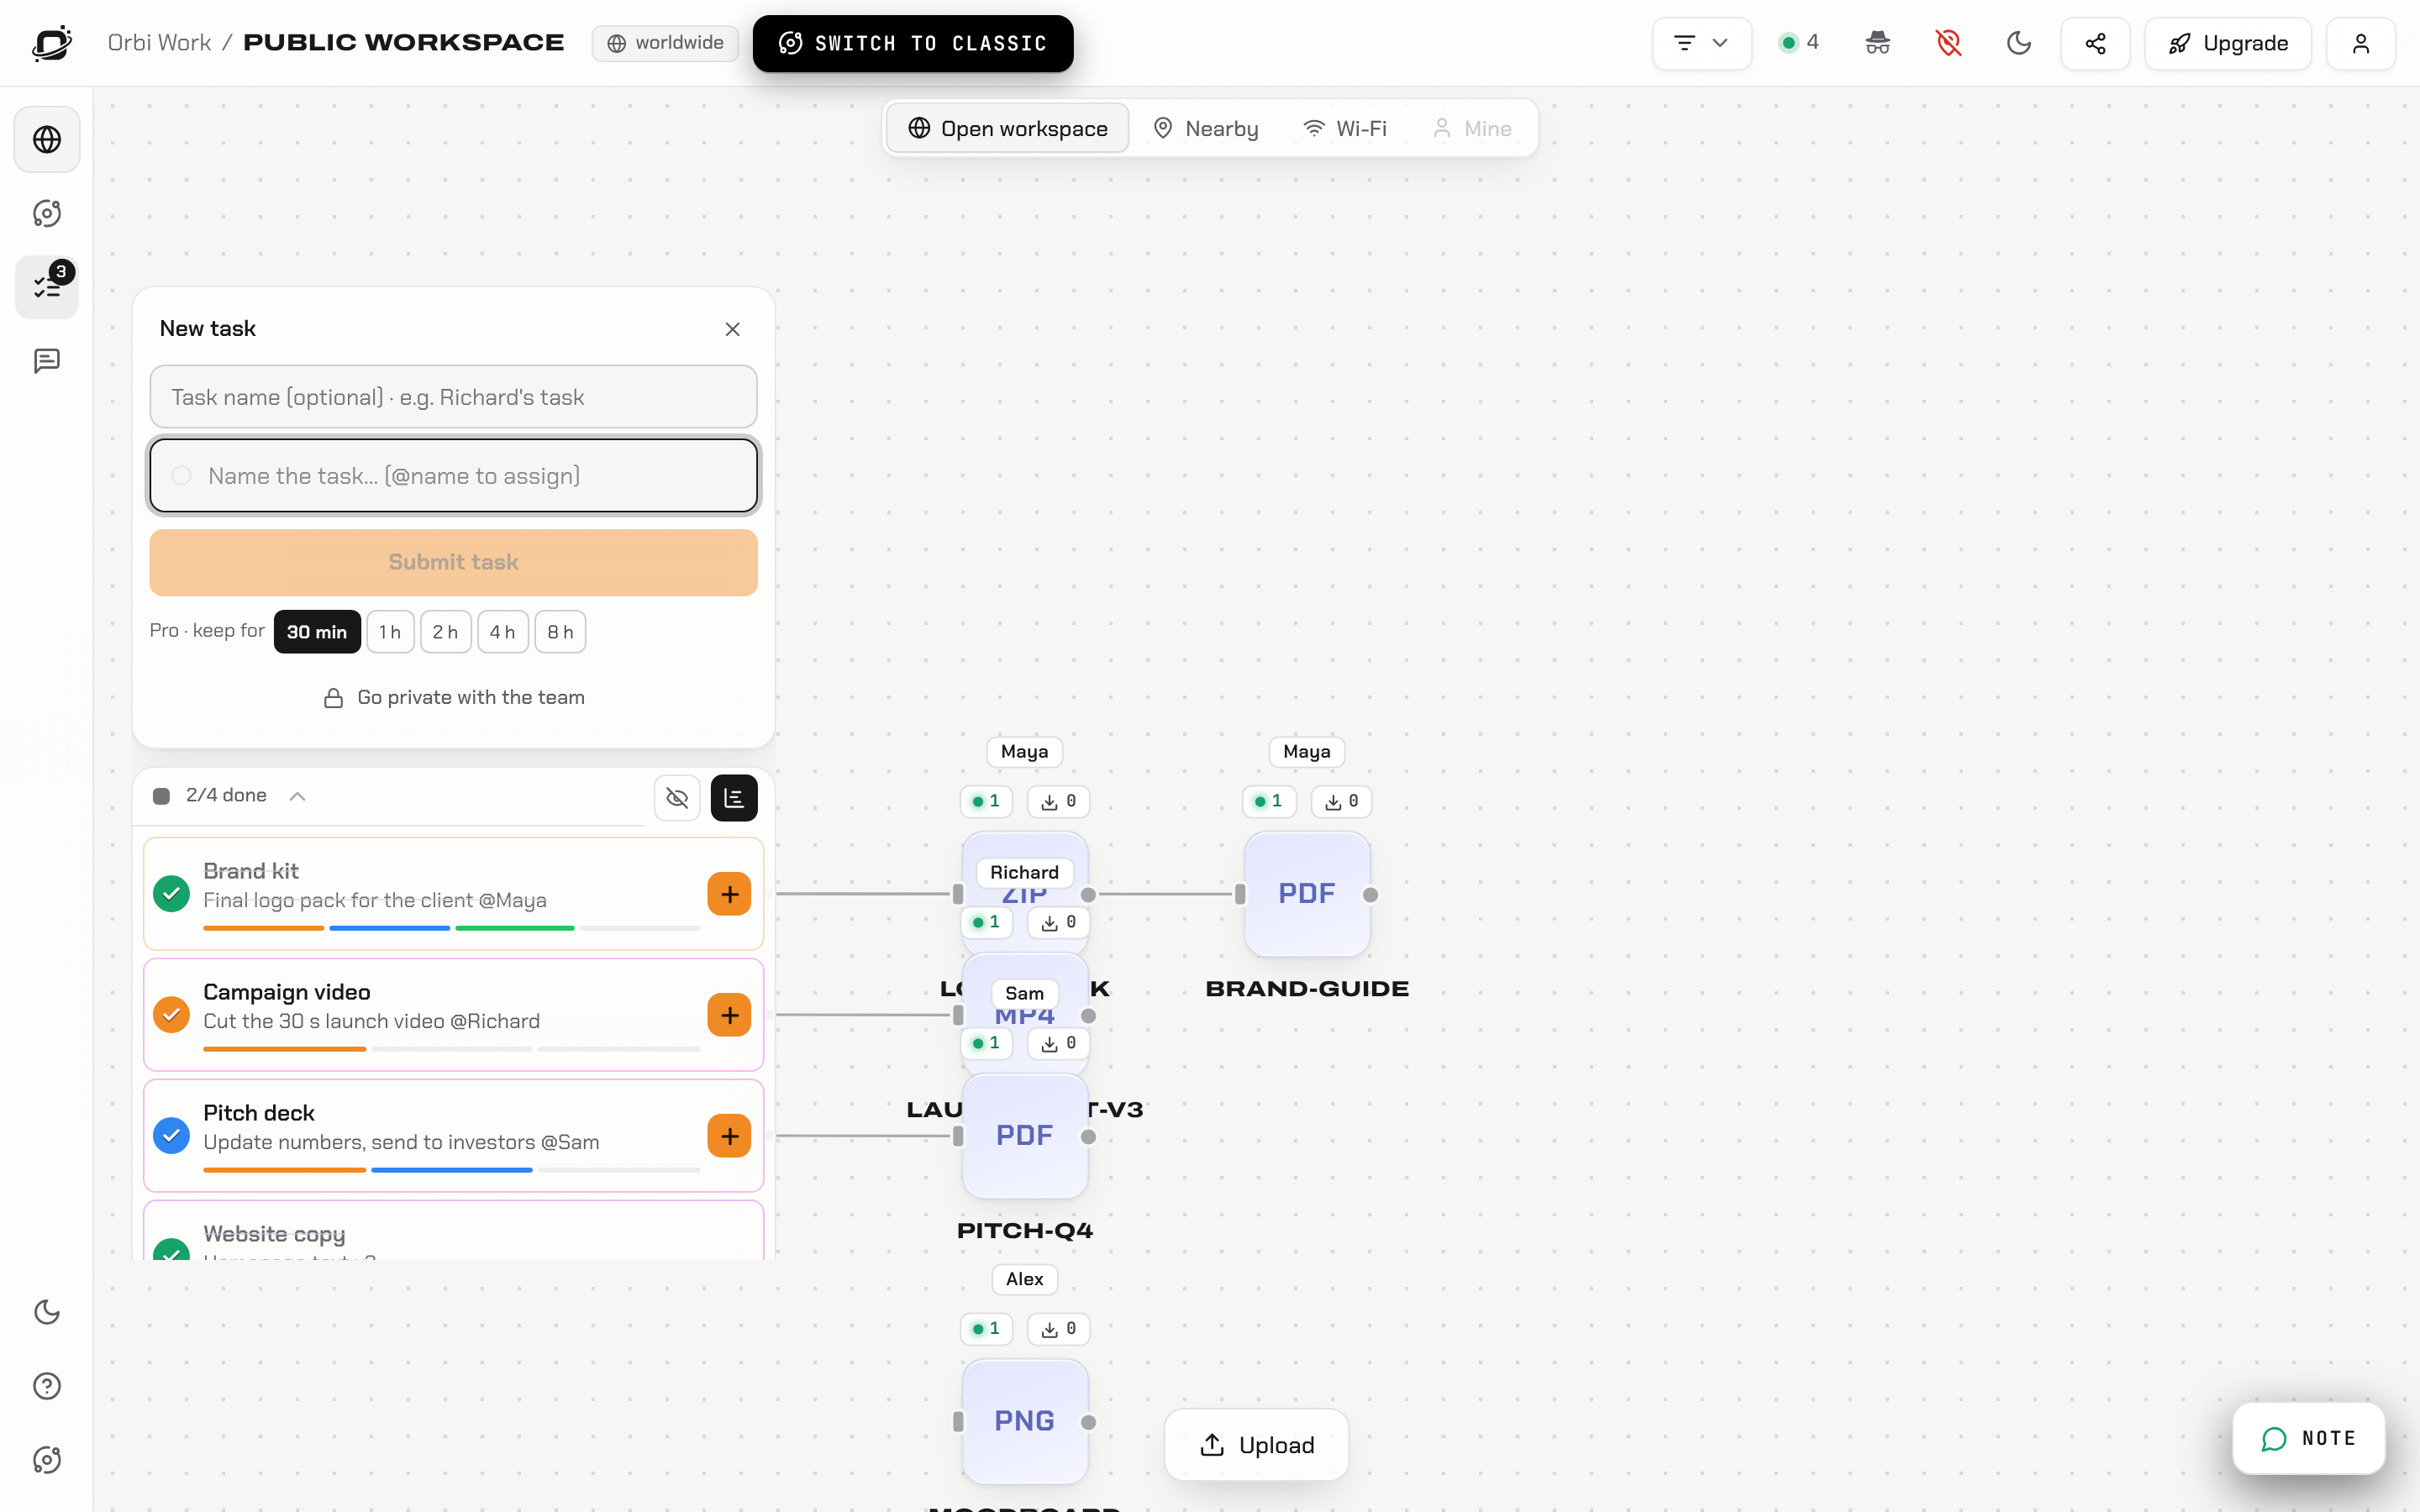 Orbi Work / PUBLIC WORKSPACE
worldwide
SWITCH TO CLASSIC
4
Upgrade
Open workspace
Nearby
Wi-Fi
Mine
3
New task
Task name (optional) · e.g. Richard's task
Name the task... (@name to assign)
Submit task
Pro · keep for
30 min
1 h
2 h
4 h
8 h
Go private with the team
2/4 done
Brand kit
Final logo pack for the client @Maya
Campaign video
Cut the 30 s launch video @Richard
Pitch deck
Update numbers, send to investors @Sam
Website copy
Maya
1
0
ZIP
Maya
1
0
PDF
BRAND-GUIDE
Richard
1
0
MP4
Sam
1
0
PDF
PITCH-Q4
Alex
1
0
PNG
Upload
NOTE